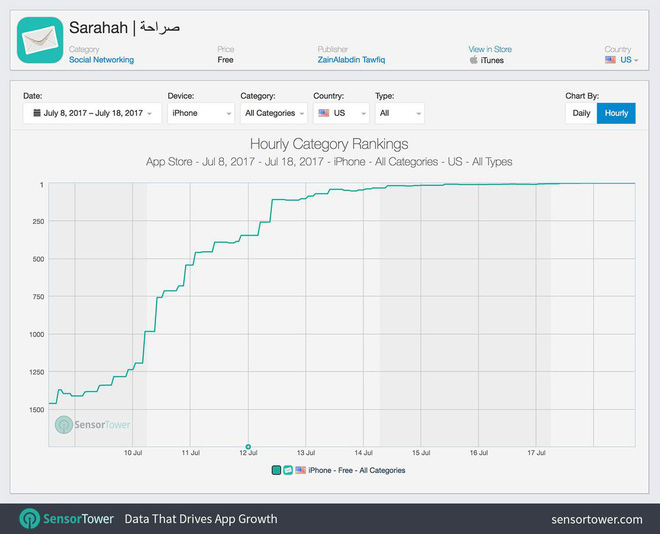 Sarahah | صراحة
Category Price Publisher View in Store Country
Social Networking Free ZainAlabdin Tawfiq iTunes US
Date: Device: Category: Country: Type: Chart By:
July 8, 2017 – July 18, 2017 iPhone All Categories US All Daily Hourly
Hourly Category Rankings
App Store - Jul 8, 2017 - Jul 18, 2017 - iPhone - All Categories - US - All Types
1
250
500
750
1000
1250
1500
SensorTower
10 Jul 11 Jul 12 Jul 13 Jul 14 Jul 15 Jul 16 Jul 17 Jul
iPhone - Free - All Categories
SensorTower Data That Drives App Growth sensortower.com